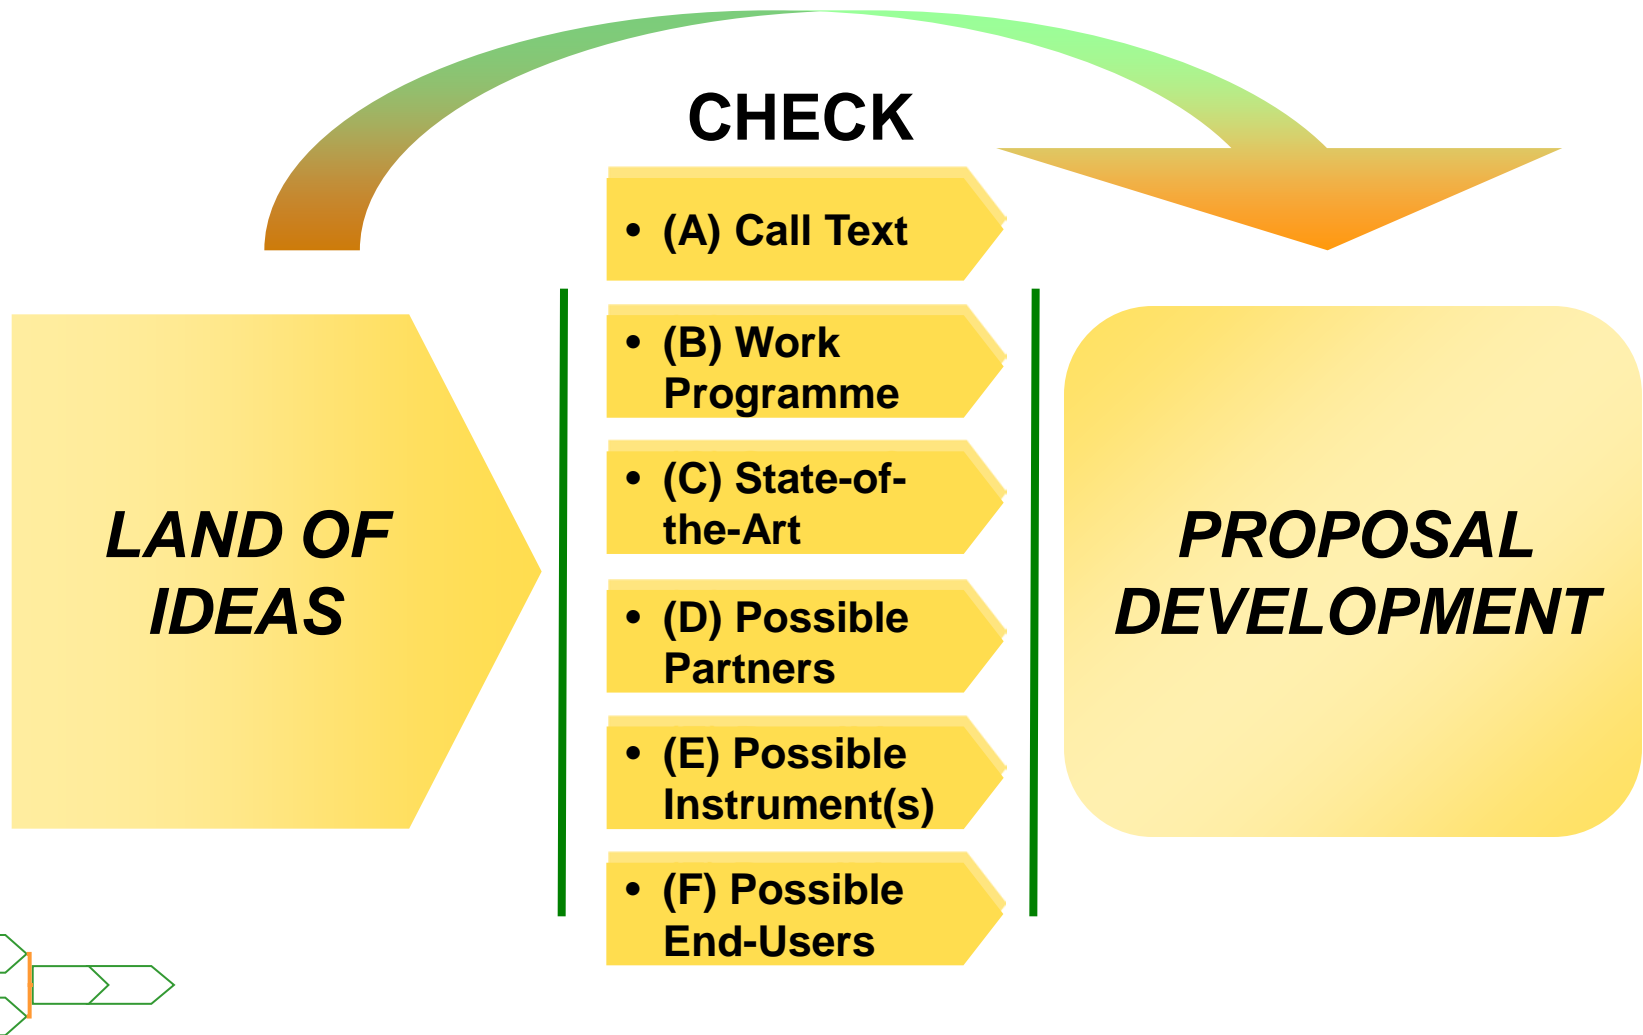 CHECK
LAND OF
IDEAS
• (A) Call Text
• (B) Work
Programme
• (C) State-of-
the-Art
• (D) Possible
Partners
• (E) Possible
Instrument(s)
• (F) Possible
End-Users
PROPOSAL
DEVELOPMENT